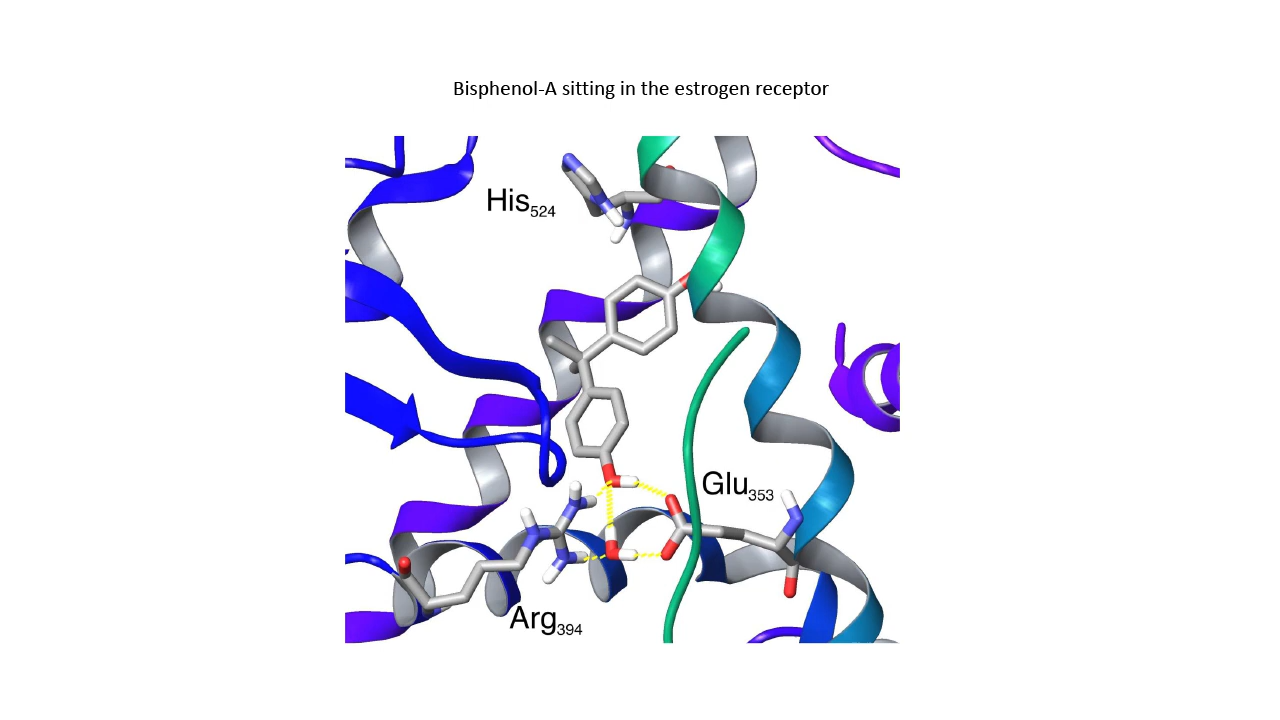 Bisphenol-A sitting in the estrogen receptor
His524
Glu353
Arg394